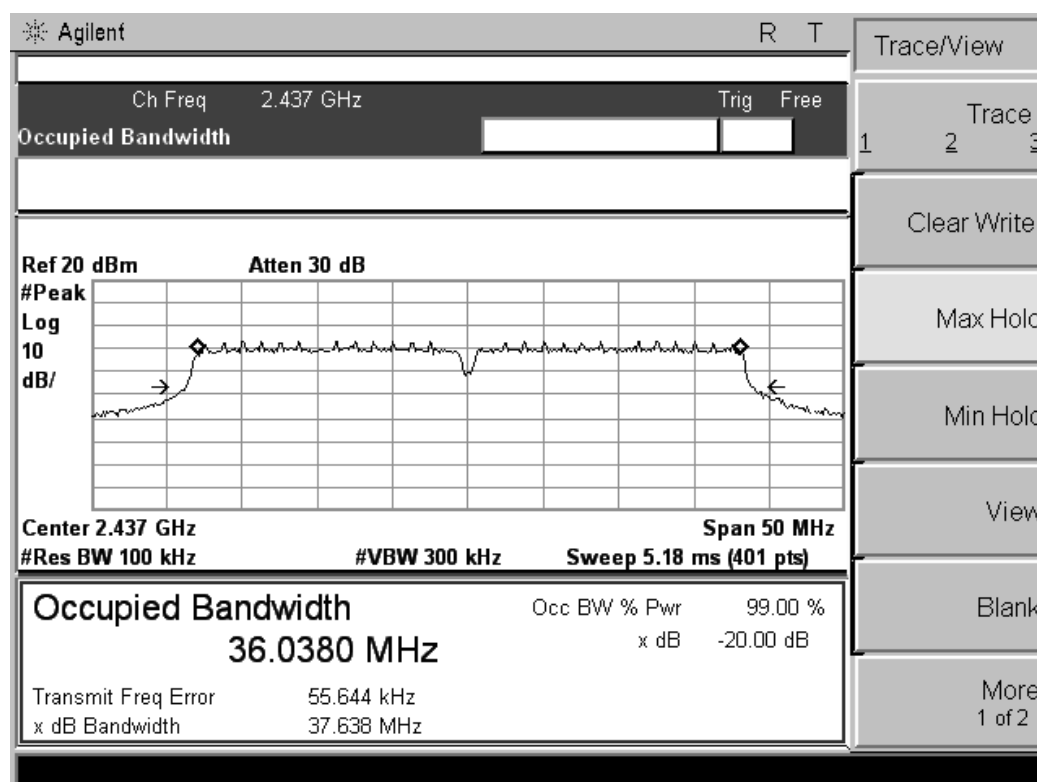 Agilent R T
Trace/View
Ch Freq 2.437 GHz Trig Free
Occupied Bandwidth
Trace
1 2 3
Clear Write
Ref 20 dBm Atten 30 dB
#Peak
Log
10
dB/
Max Hold
Min Hold
Center 2.437 GHz Span 50 MHz
#Res BW 100 kHz #VBW 300 kHz Sweep 5.18 ms (401 pts)
View
Occupied Bandwidth Occ BW % Pwr 99.00 %
36.0380 MHz x dB -20.00 dB
Transmit Freq Error 55.644 kHz
x dB Bandwidth 37.638 MHz
Blank
More
1 of 2